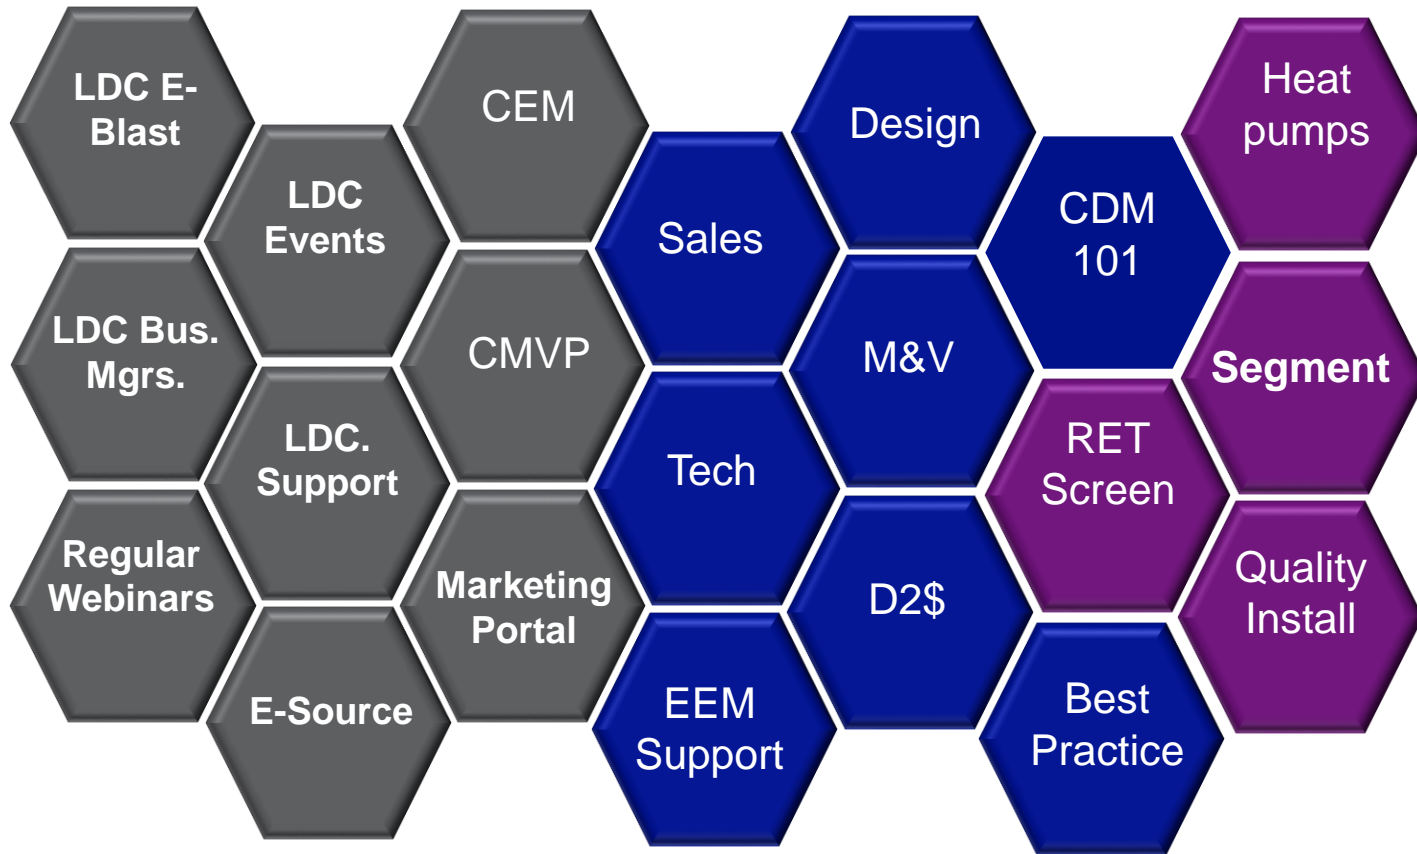 LDC E-
Blast
LDC Bus.
Mgrs.
Regular
Webinars
LDC
Events
LDC.
Support
E-Source
CEM
CMVP
Marketing
Portal
Sales
Tech
EEM
Support
Design
M&V
D2$
CDM
101
RET
Screen
Best
Practice
Heat
pumps
Segment
Quality
Install